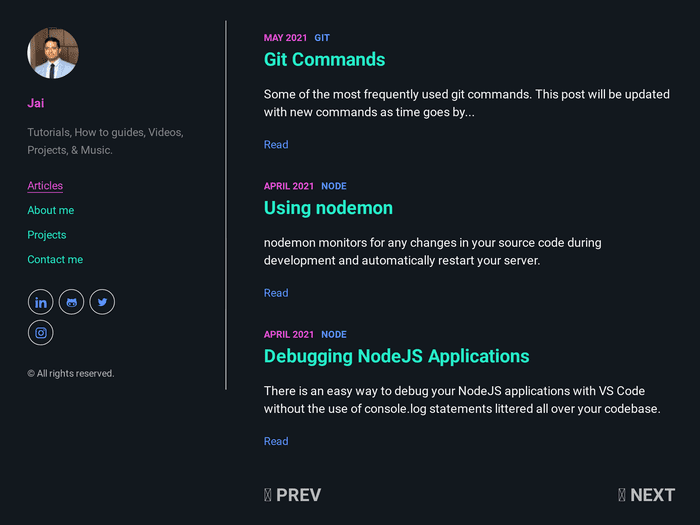 Jai
Tutorials, How to guides, Videos,
Projects, & Music.
Articles
About me
Projects
Contact me
© All rights reserved.
MAY 2021 GIT
Git Commands
Some of the most frequently used git commands. This post will be updated
with new commands as time goes by...
Read
APRIL 2021 NODE
Using nodemon
nodemon monitors for any changes in your source code during
development and automatically restart your server.
Read
APRIL 2021 NODE
Debugging NodeJS Applications
There is an easy way to debug your NodeJS applications with VS Code
without the use of console.log statements littered all over your codebase.
Read
PREV
NEXT